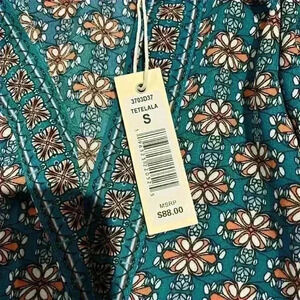 3703D37
TETELALA
S
MSRP
$88.00